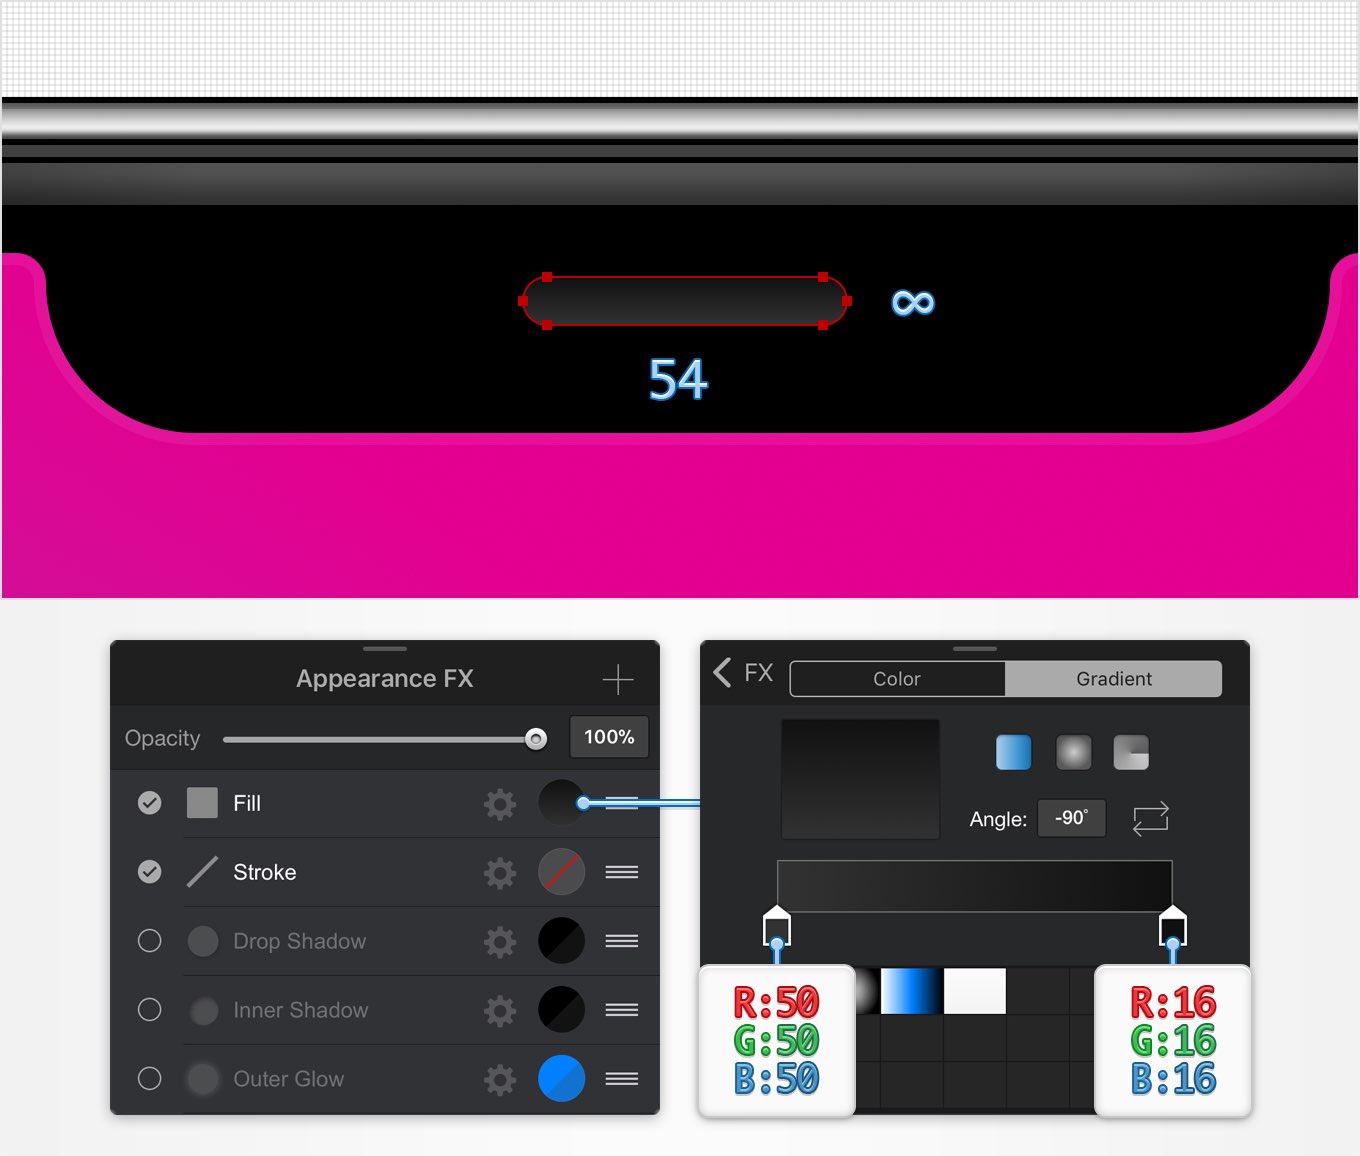 ∞
54
Appearance FX
Opacity 100%
Fill
Stroke
Drop Shadow
Inner Shadow
Outer Glow
FX Color Gradient
Angle: -90°
R:50
G:50
B:50
R:16
G:16
B:16